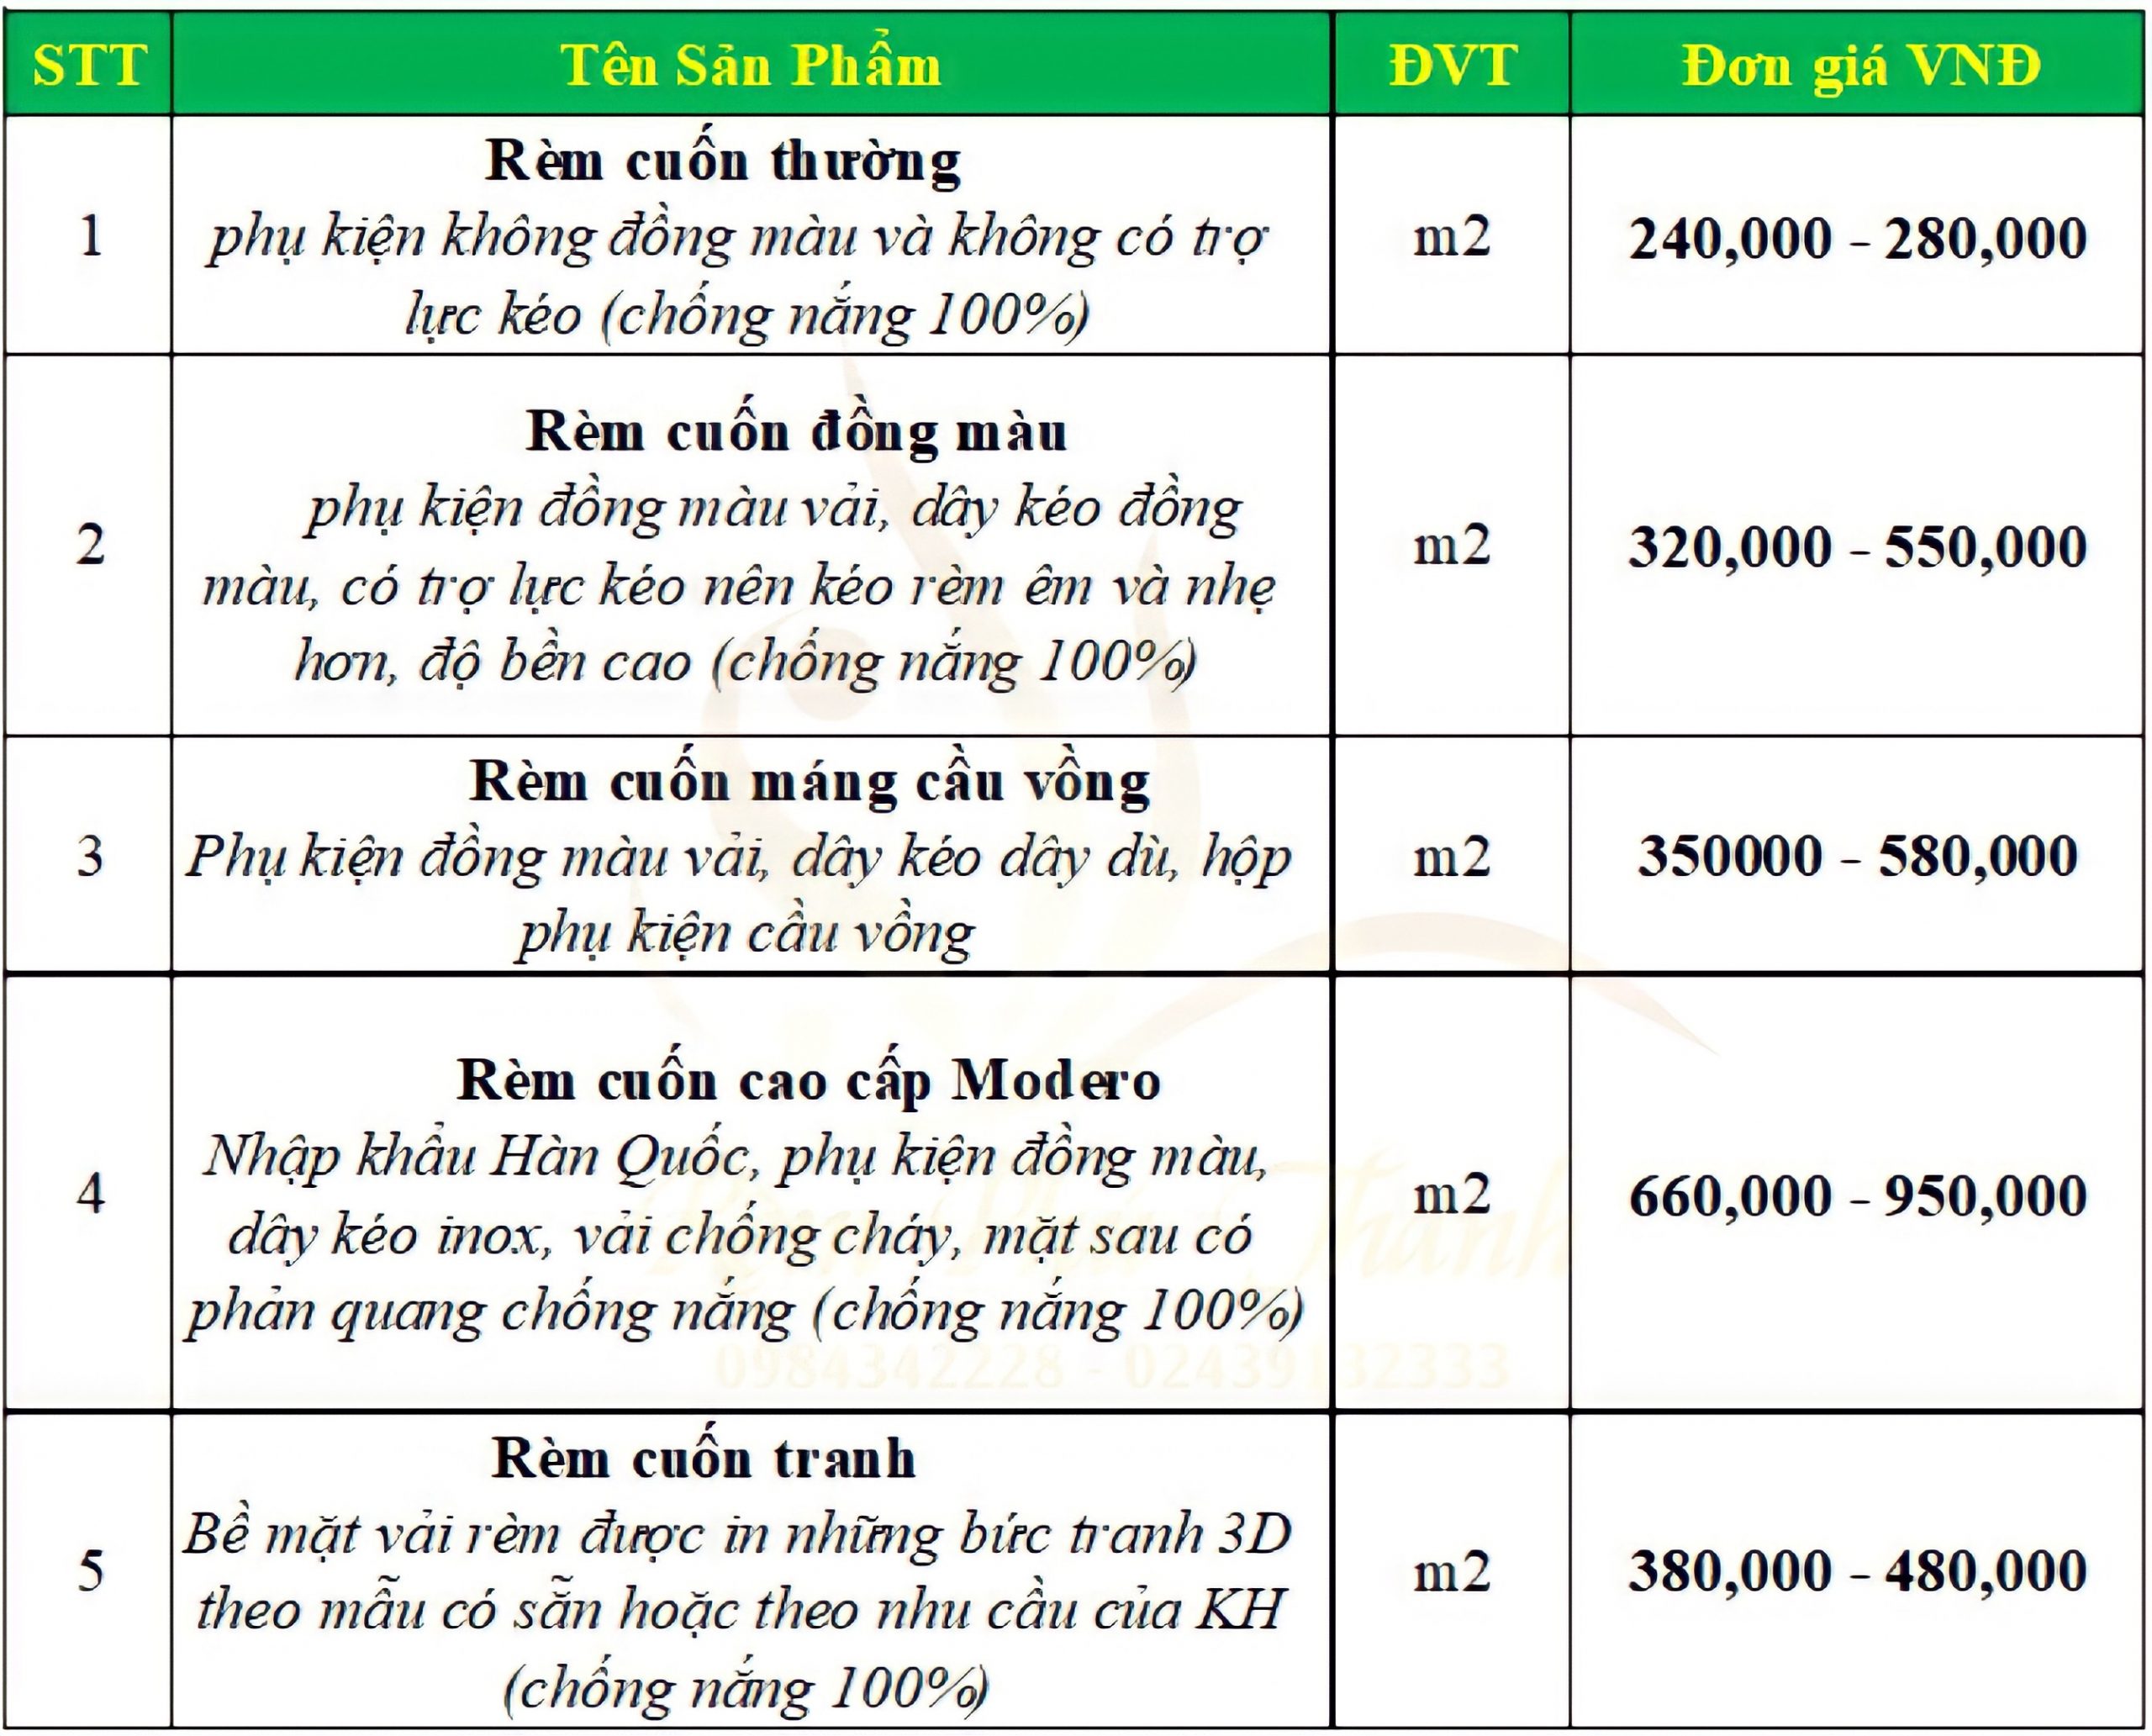 STT Tên Sản Phẩm ĐVT Đơn giá VNĐ
Rèm cuốn thường
1 phụ kiện không đồng màu và không có trợ m2 240,000 - 280,000
lực kéo (chống nắng 100%)
Rèm cuốn đồng màu
phụ kiện đồng màu vải, dây kéo đồng
2 m2 320,000 - 550,000
màu, có trợ lực kéo nên kéo rèm êm và nhẹ
hơn, độ bền cao (chống nắng 100%)
Rèm cuốn máng cầu vồng
3 Phụ kiện đồng màu vải, dây kéo dây dù, hộp m2 350000 - 580,000
phụ kiện cầu vồng
Rèm cuốn cao cấp Modero
Nhập khẩu Hàn Quốc, phụ kiện đồng màu,
4 m2 660,000 - 950,000
dây kéo inox, vải chống cháy, mặt sau có
phản quang chống nắng (chống nắng 100%)
0984342228 - 02439132333
Rèm cuốn tranh
Bề mặt vải rèm được in những bức tranh 3D
5 m2 380,000 - 480,000
theo mẫu có sẵn hoặc theo nhu cầu của KH
(chống nắng 100%)